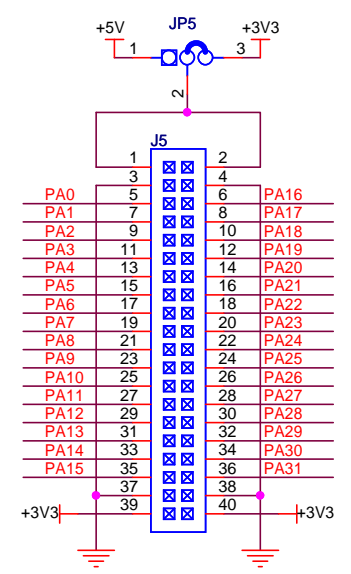 JP5
+5V +3V3
1 3
2
J5
1 2
3 4
PA0 5 6 PA16
PA1 7 8 PA17
PA2 9 10 PA18
PA3 11 12 PA19
PA4 13 14 PA20
PA5 15 16 PA21
PA6 17 18 PA22
PA7 19 20 PA23
PA8 21 22 PA24
PA9 23 24 PA25
PA10 25 26 PA26
PA11 27 28 PA27
PA12 29 30 PA28
PA13 31 32 PA29
PA14 33 34 PA30
PA15 35 36 PA31
37 38
+3V3 39 40 +3V3